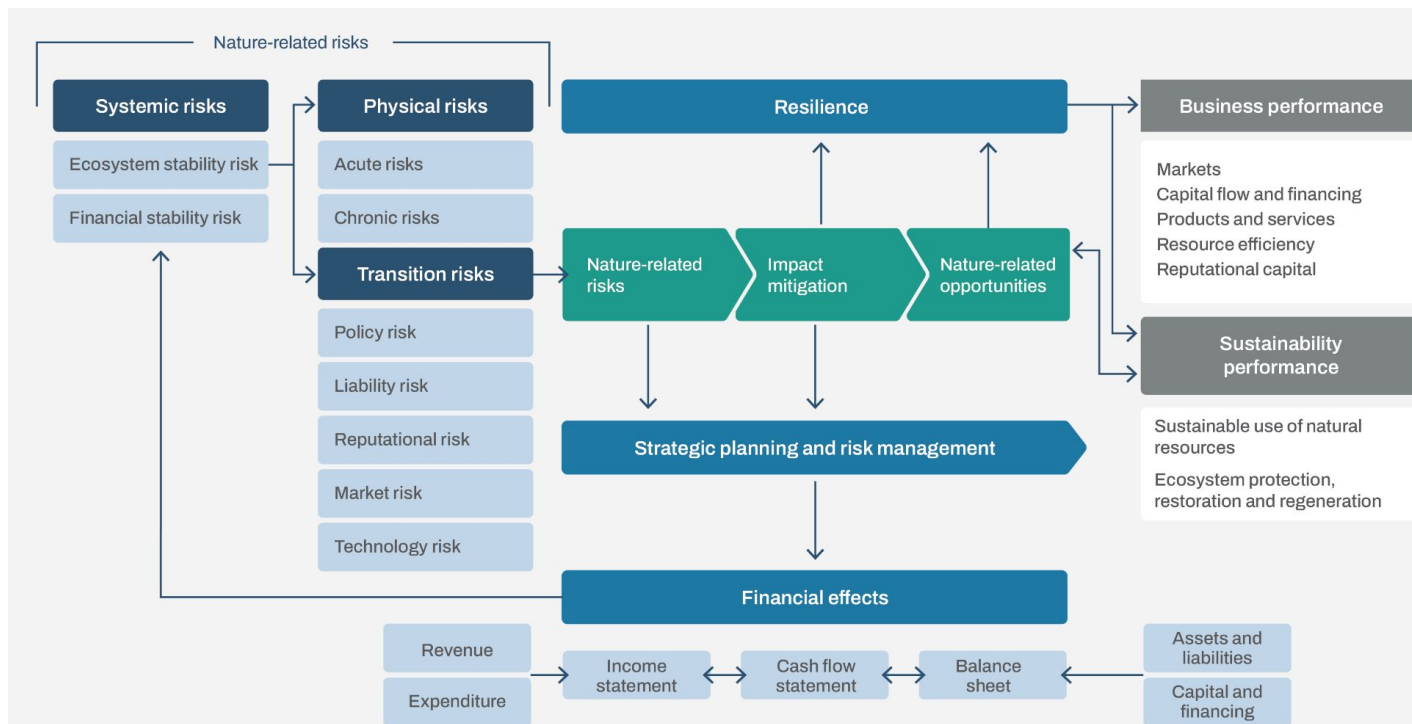 Nature-related risks
Systemic risks
Ecosystem stability risk
Financial stability risk
Physical risks
Acute risks
Chronic risks
Transition risks
Policy risk
Liability risk
Reputational risk
Market risk
Technology risk
Resilience
Nature-related
risks
Impact
mitigation
Nature-related
opportunities
Strategic planning and risk management
Financial effects
Business performance
Markets
Capital flow and financing
Products and services
Resource efficiency
Reputational capital
Sustainability
performance
Sustainable use of natural
resources
Ecosystem protection,
restoration and regeneration
Revenue
Expenditure
Income
statement
Cash flow
statement
Balance
sheet
Assets and
liabilities
Capital and
financing